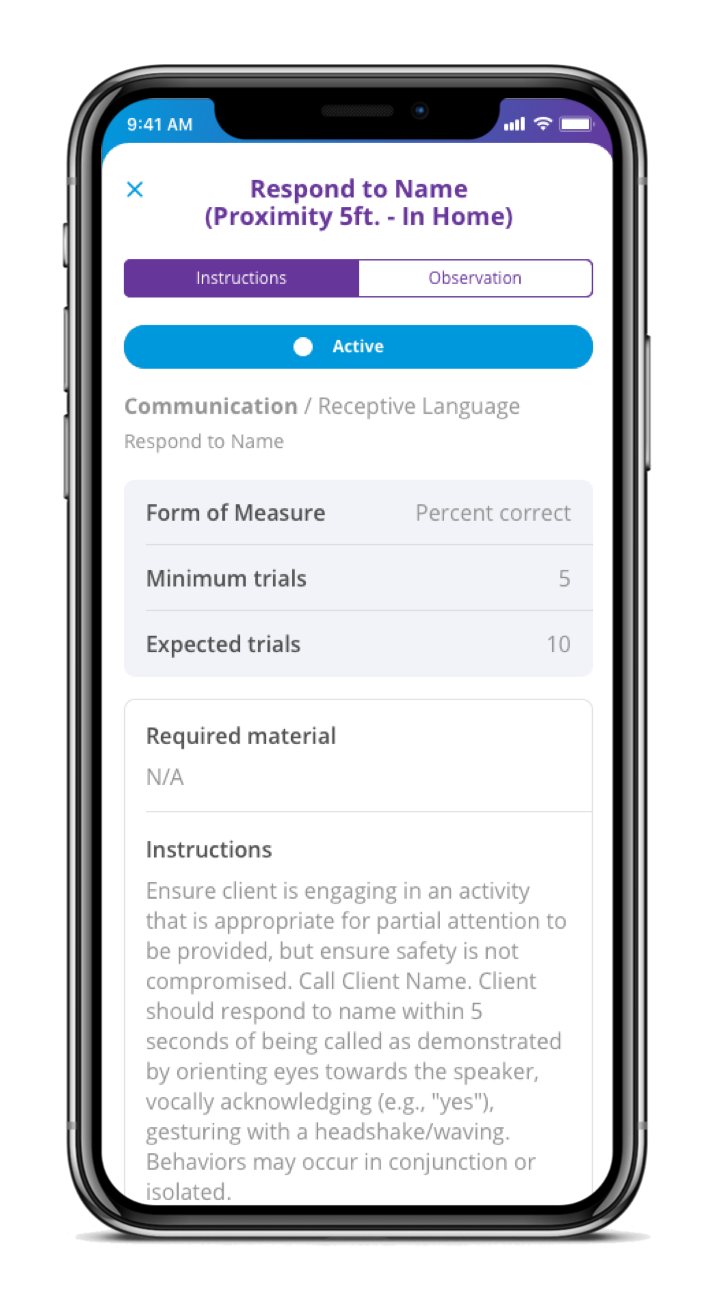 9:41 AM
Respond to Name
(Proximity 5ft. - In Home)
Instructions
Observation
Active
Communication / Receptive Language
Respond to Name
Form of Measure Percent correct
Minimum trials 5
Expected trials 10
Required material
N/A
Instructions
Ensure client is engaging in an activity
that is appropriate for partial attention to
be provided, but ensure safety is not
compromised. Call Client Name. Client
should respond to name within 5
seconds of being called as demonstrated
by orienting eyes towards the speaker,
vocally acknowledging (e.g., "yes"),
gesturing with a headshake/waving.
Behaviors may occur in conjunction or
isolated.